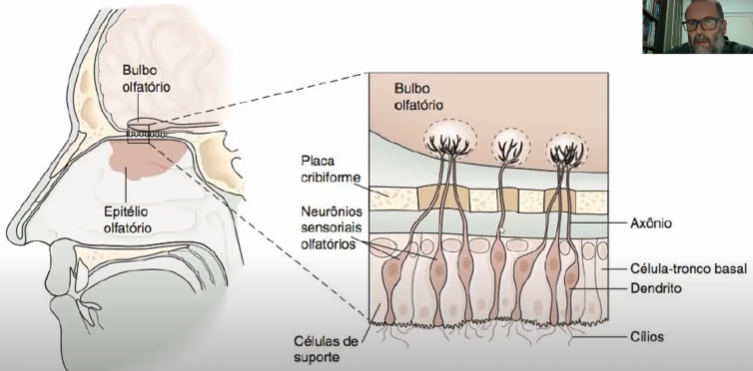 Bulbo
olfatório
Epitélio
olfatório
Bulbo
olfatório
Placa
cribiforme
Neurônios
sensoriais
olfatórios
Células de
suporte
Axônio
Célula-tronco basal
Dendrito
Cílios